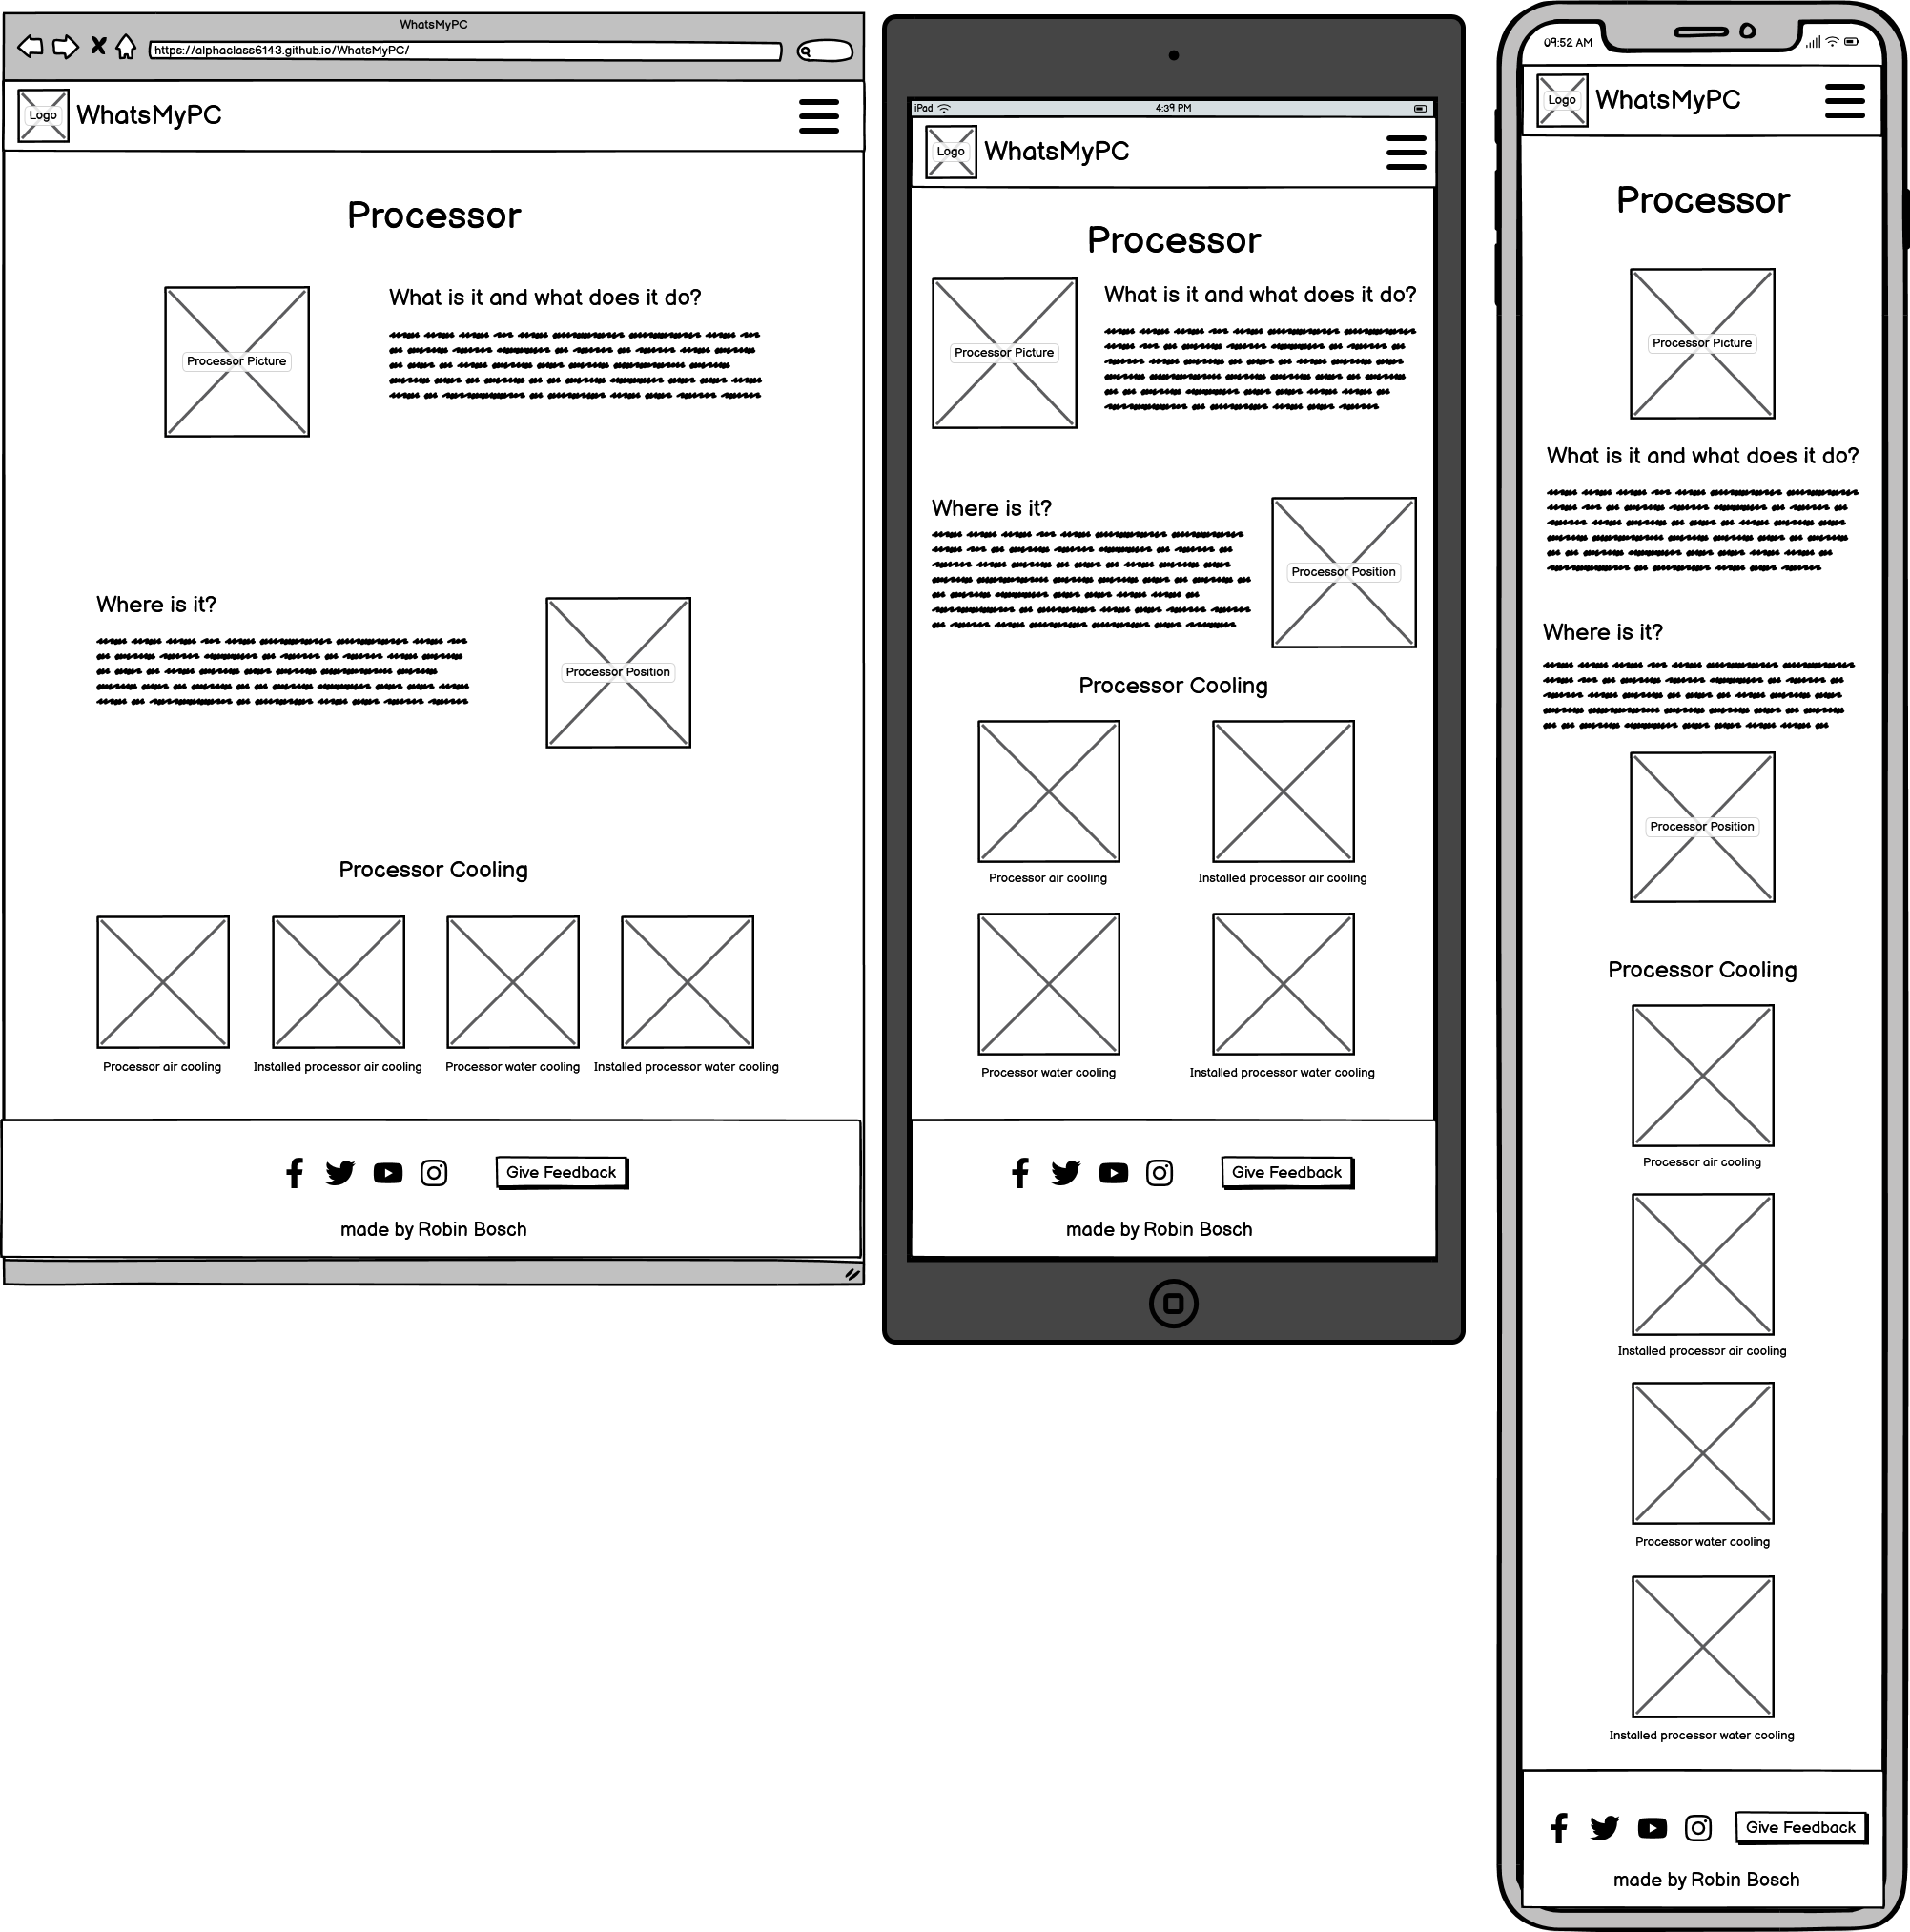 WhatsMyPC
https://alphaclass6143.github.io/WhatsMyPC/
Logo
WhatsMyPC
Processor
Processor Picture
What is it and what does it do?
Where is it?
Processor Position
Processor Cooling
Processor air cooling
Installed processor air cooling
Processor water cooling
Installed processor water cooling
Give Feedback
made by Robin Bosch
iPad
4:39 PM
Logo
WhatsMyPC
Processor
Processor Picture
What is it and what does it do?
Where is it?
Processor Position
Processor Cooling
Processor air cooling
Installed processor air cooling
Processor water cooling
Installed processor water cooling
Give Feedback
made by Robin Bosch
09:52 AM
Logo
WhatsMyPC
Processor
Processor Picture
What is it and what does it do?
Where is it?
Processor Position
Processor Cooling
Processor air cooling
Installed processor air cooling
Processor water cooling
Installed processor water cooling
Give Feedback
made by Robin Bosch